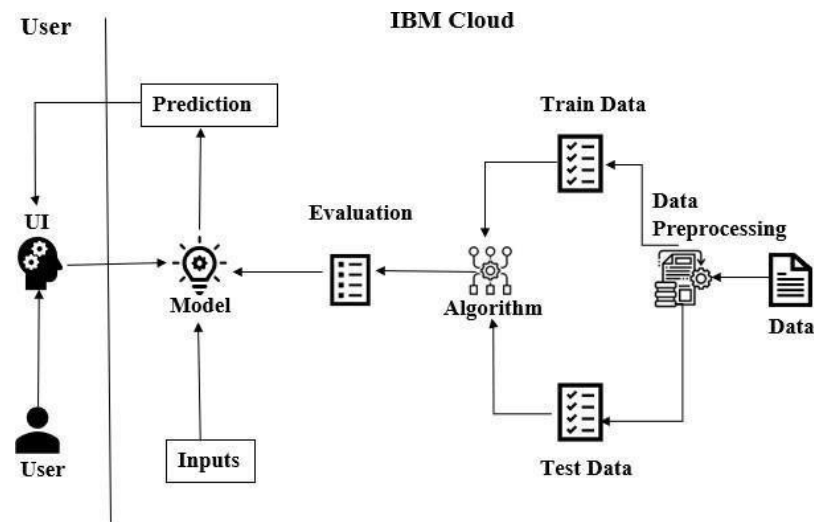 User
IBM Cloud
Prediction
Train Data
UI
Evaluation
Data
Preprocessing
Model
Algorithm
Data
User
Inputs
Test Data